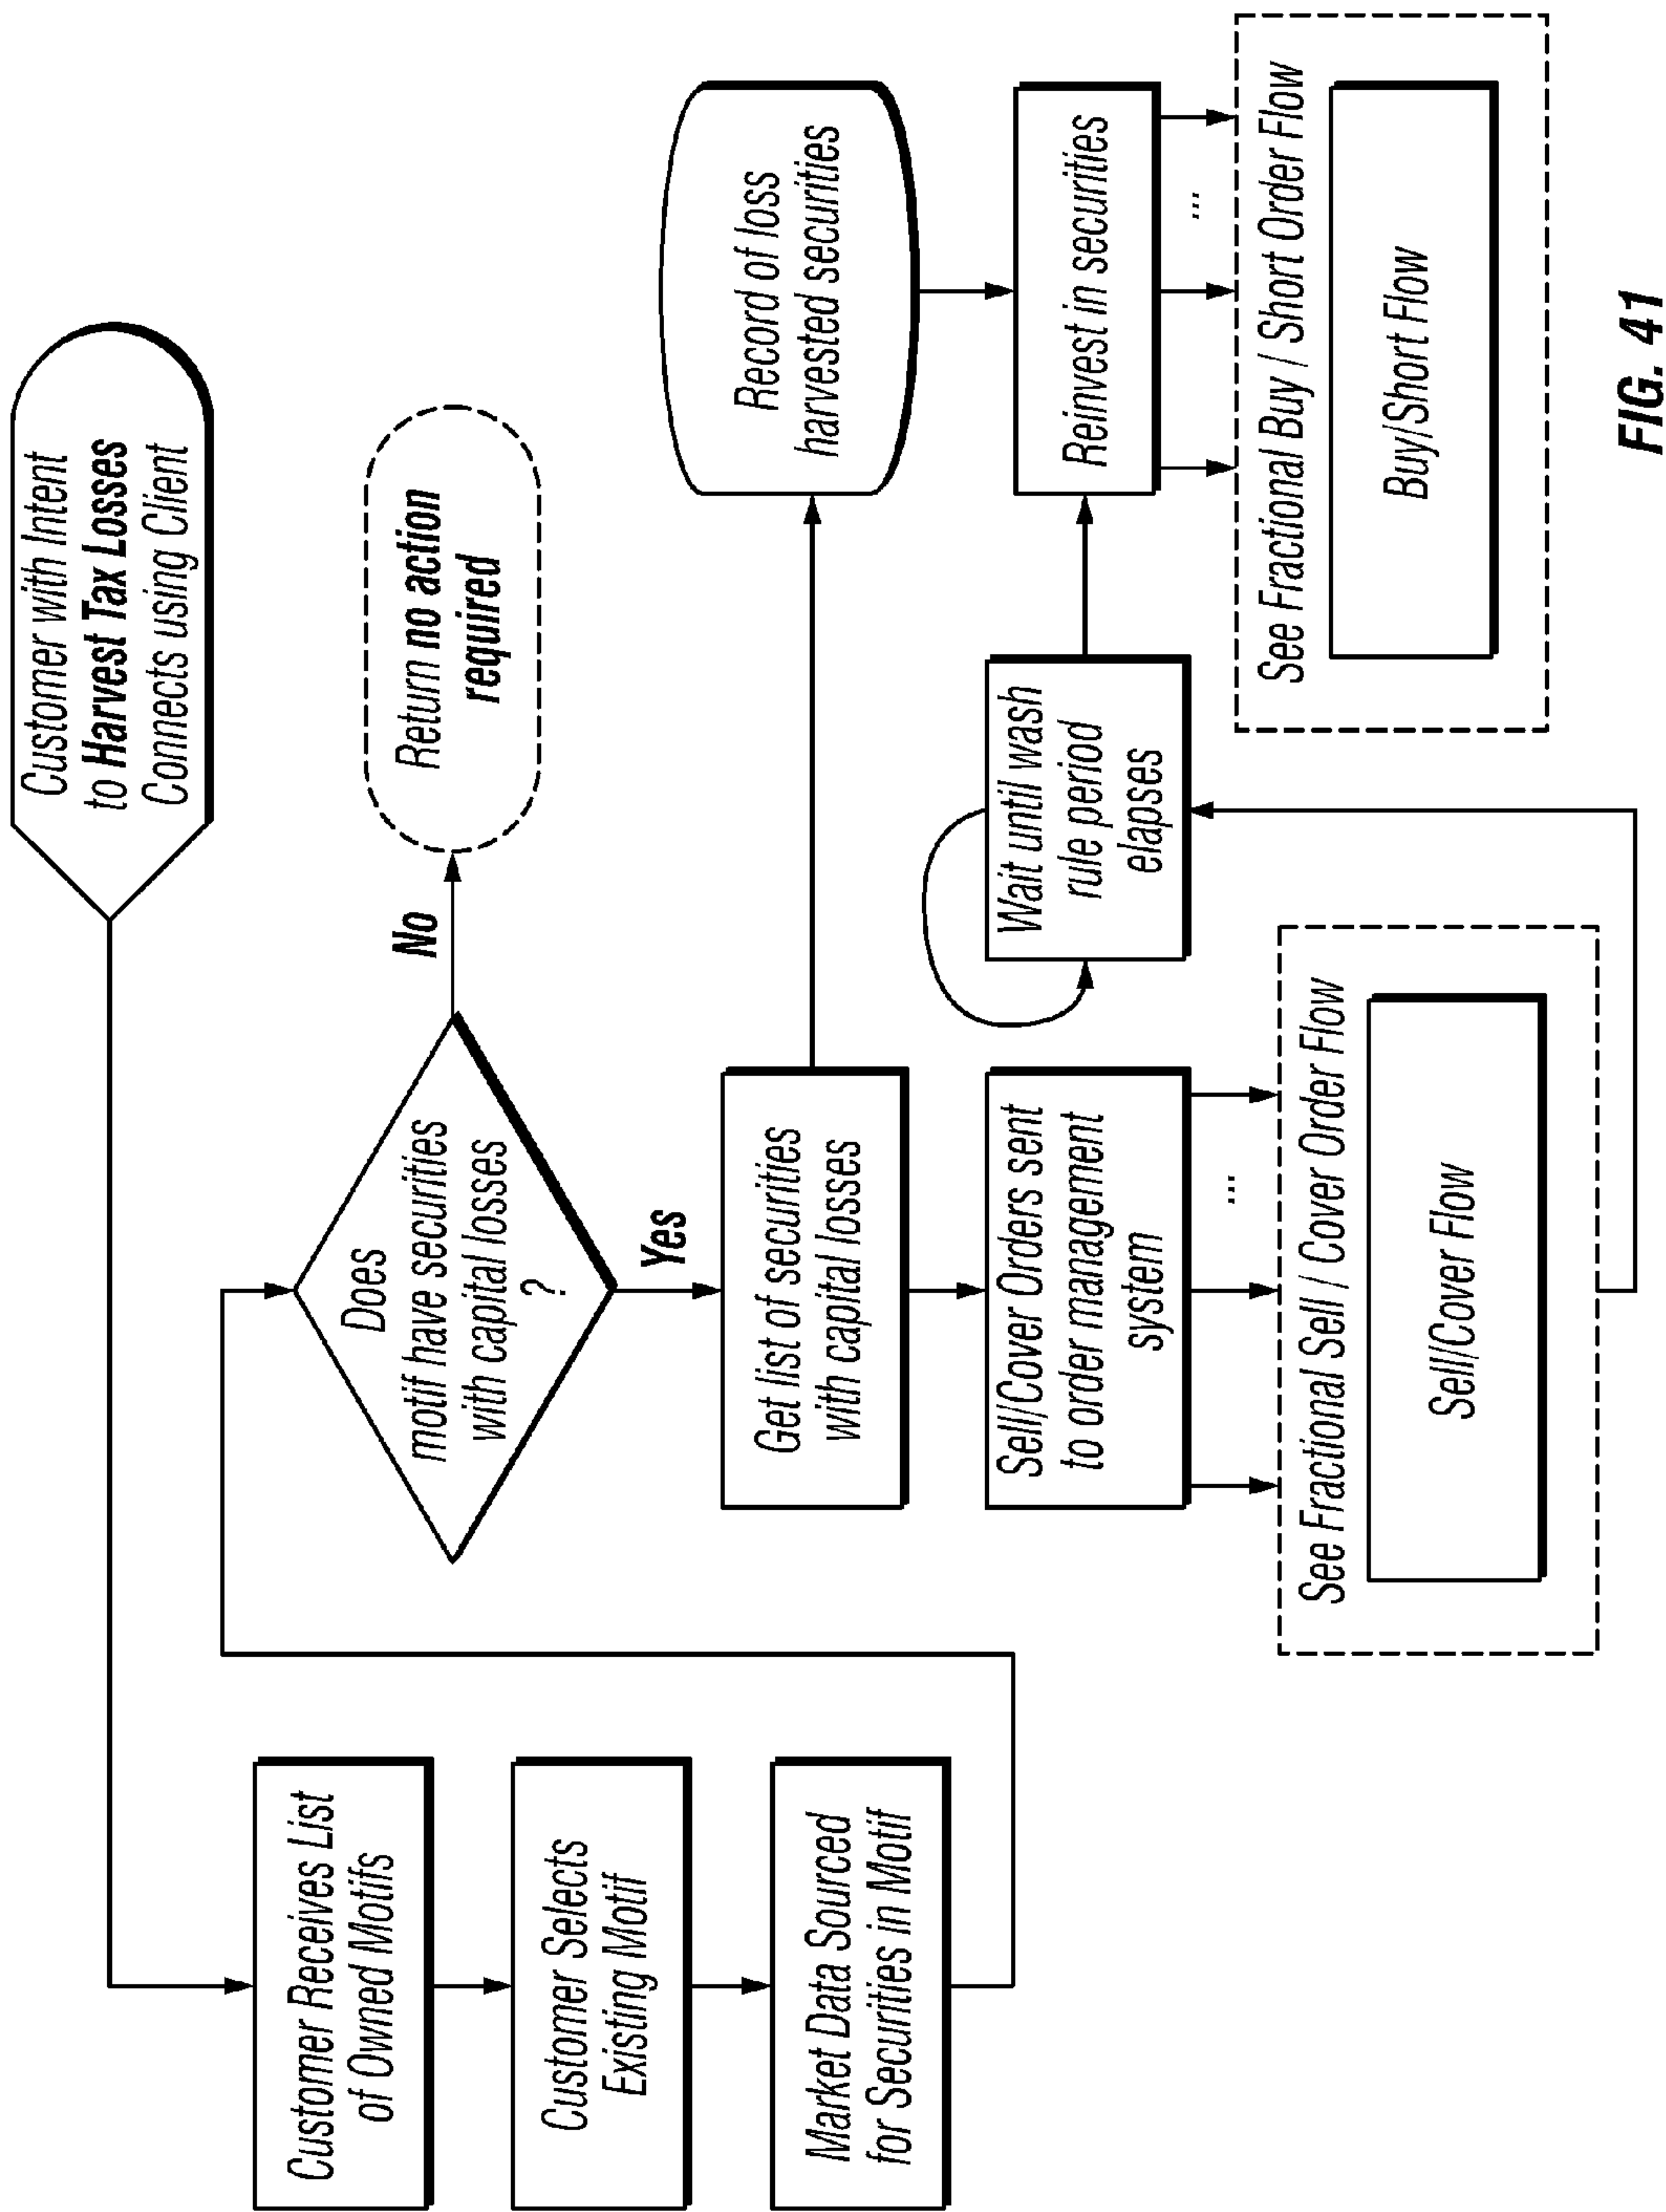 Customer with Intent
to Harvest Tax Losses
Connects using Client
Customer Receives List
of Owned Motifs
Customer Selects
Existing Motif
Market Data Sourced
for Securities in Motif
Does
motif have securities
with capital losses
?
No
Return no action
required
Yes
Get list of securities
with capital losses
Record of loss
harvested securities
Sell/Cover Orders sent
to order management
system
...
See Fractional Sell / Cover Order Flow
Sell/Cover Flow
Wait until wash
rule period
elapses
Reinvest in securities
...
See Fractional Buy / Short Order Flow
Buy/Short Flow
FIG. 41